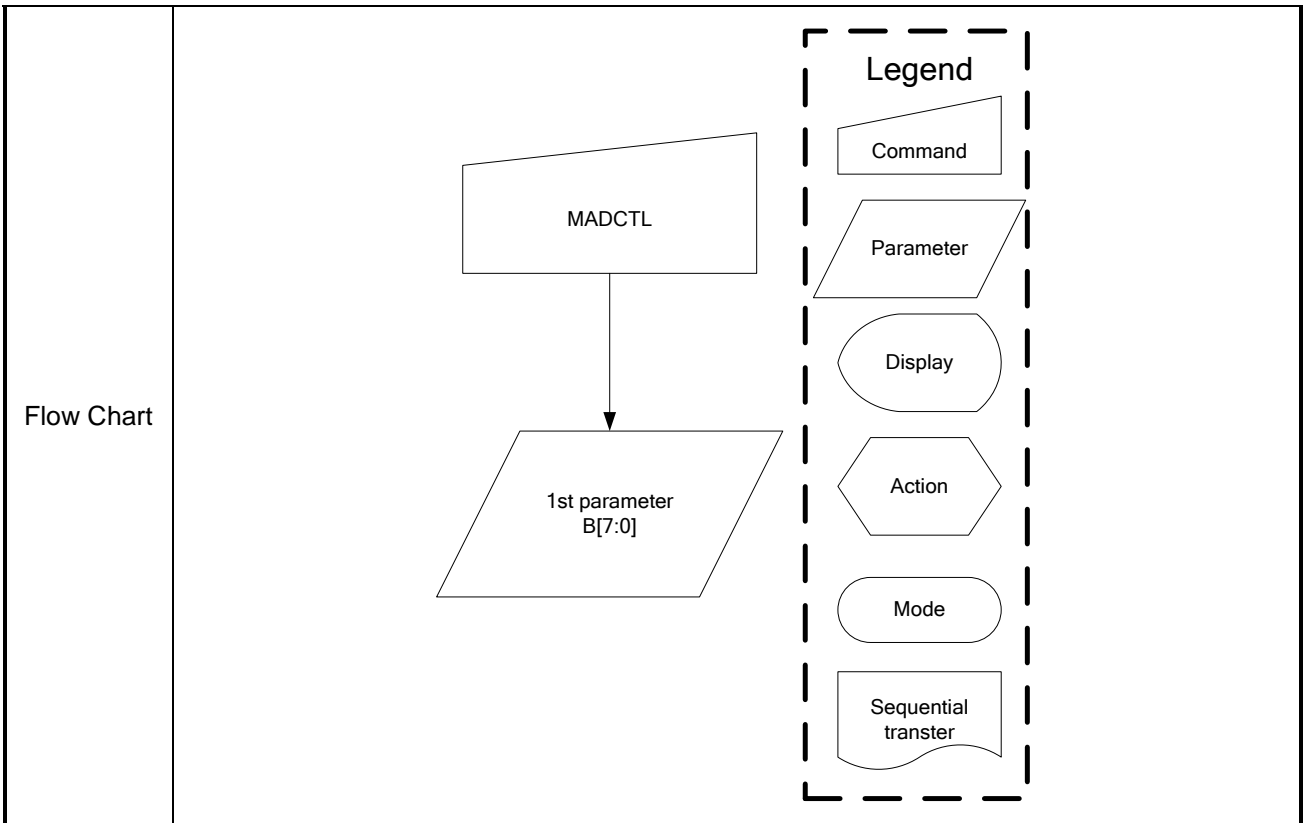 Flow Chart
MADCTL
1st parameter
B[7:0]
Legend
Command
Parameter
Display
Action
Mode
Sequential
transter